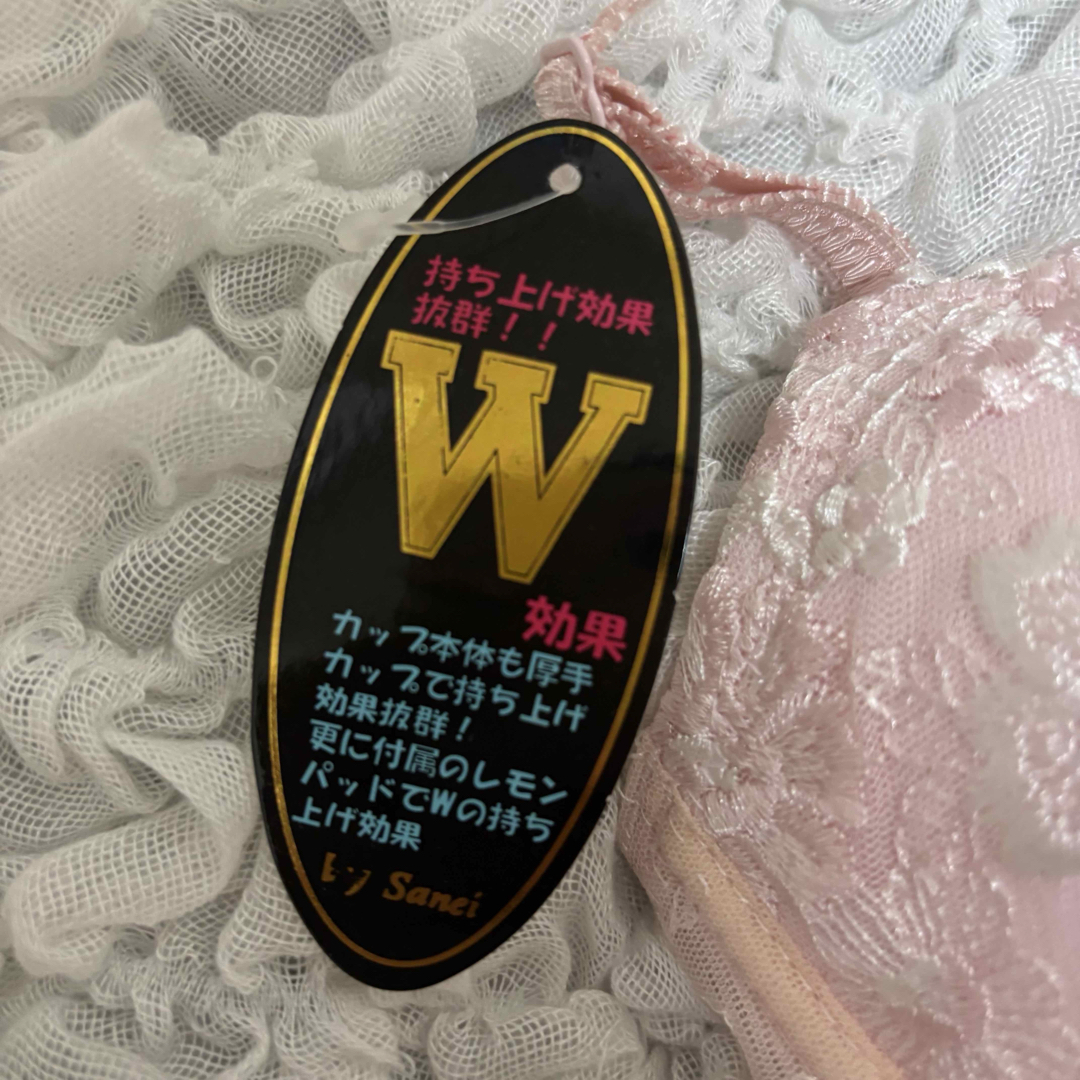 持ち上げ効果
抜群！！
W
効果
カップ本体も厚手
カップで持ち上げ
効果抜群！
更に付属のレモン
パッドでWの持ち
上げ効果
by Sanei